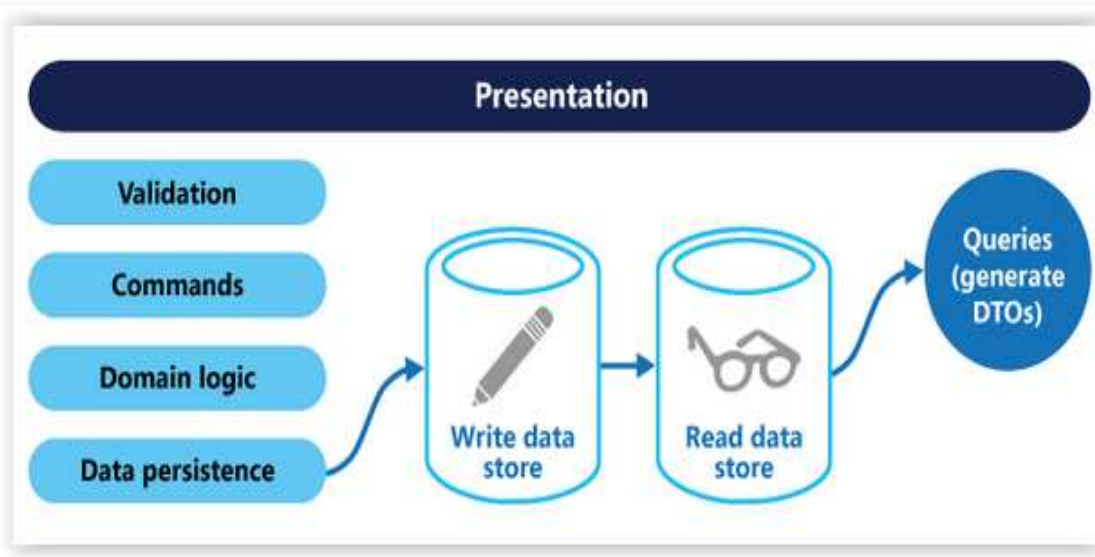 Presentation
Validation
Commands
Domain logic
Data persistence
Write data
store
Read data
store
Queries
(generate
DTOs)